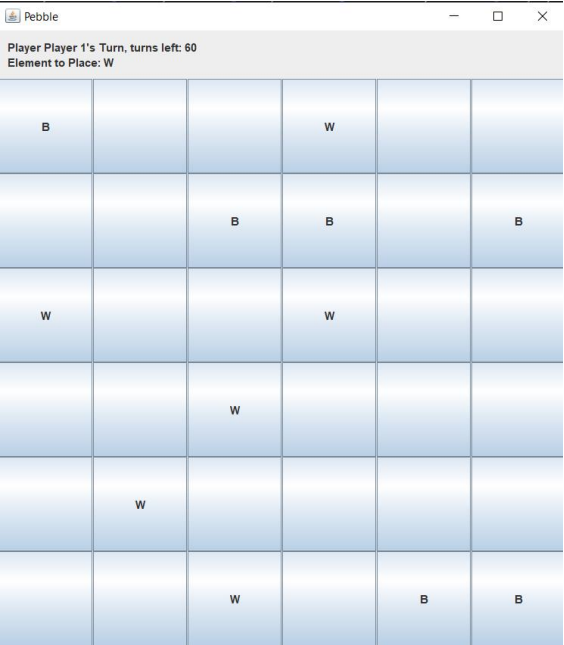 Pebble
Player Player 1's Turn, turns left: 60
Element to Place: W
B W
B B B
W W
W
W
W B B